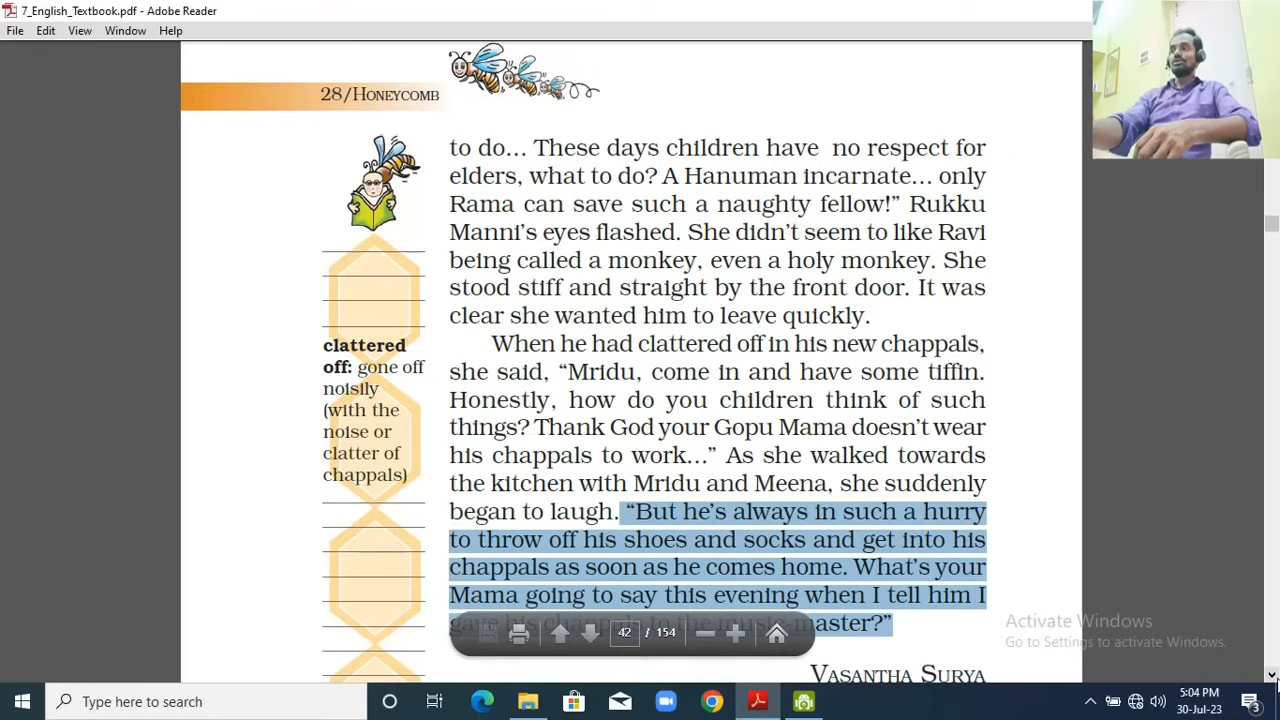 7_English_Textbook.pdf - Adobe Reader
File Edit View Window Help
28/HONEYCOMB
to do... These days children have no respect for
elders, what to do? A Hanuman incarnate... only
Rama can save such a naughty fellow!” Rukku
Manni’s eyes flashed. She didn’t seem to like Ravi
being called a monkey, even a holy monkey. She
stood stiff and straight by the front door. It was
clear she wanted him to leave quickly.
When he had clattered off in his new chappals,
she said, “Mridu, come in and have some tiffin.
Honestly, how do you children think of such
things? Thank God your Gopu Mama doesn’t wear
his chappals to work...” As she walked towards
the kitchen with Mridu and Meena, she suddenly
began to laugh. “But he’s always in such a hurry
to throw off his shoes and socks and get into his
chappals as soon as he comes home. What’s your
Mama going to say this evening when I tell him I
gave his chappals to the music-master?”
VASANTHA SURYA
clattered
off: gone off
noisily
(with the
noise or
clatter of
chappals)
42 / 154
Activate Windows
Go to Settings to activate Windows.
Type here to search
5:04 PM
30-Jul-23
3